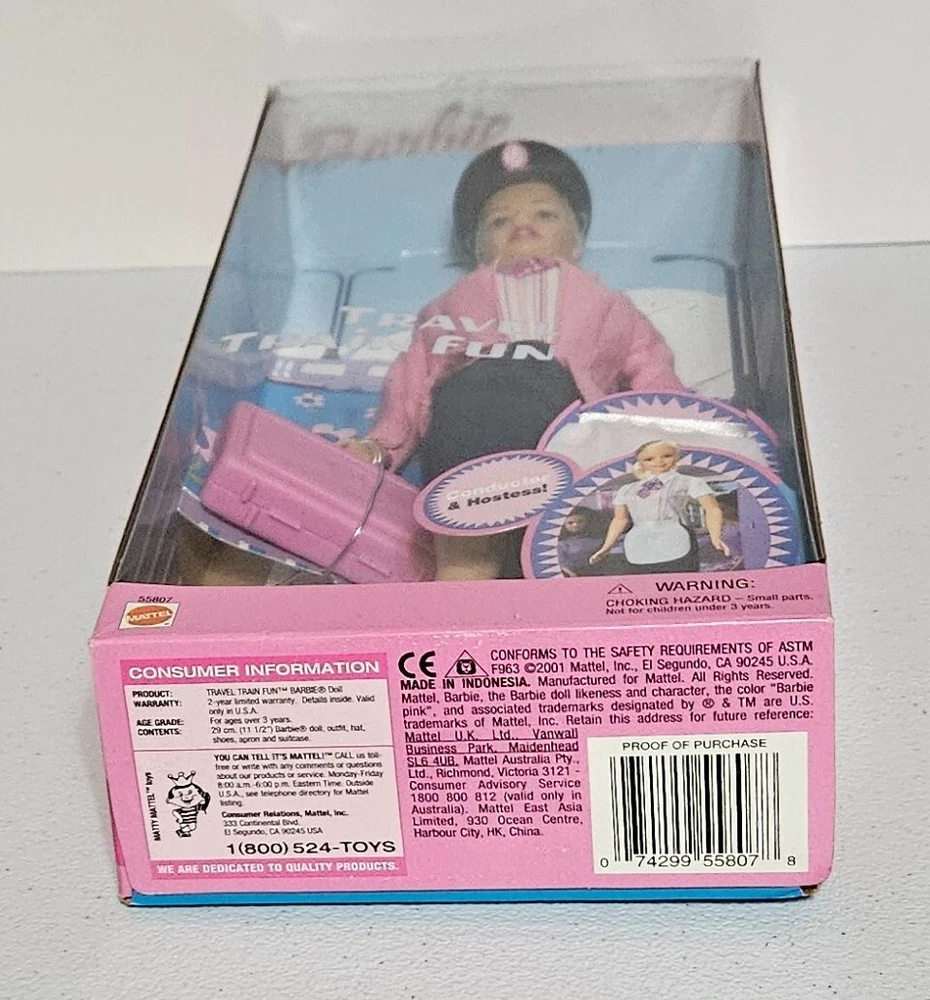 Barbie
TRAVEL
TRAIN FUN
Conductor
& Hostess!
55807
MATTEL
WARNING:
CHOKING HAZARD – Small parts.
Not for children under 3 years.
CONSUMER INFORMATION
PRODUCT: TRAVEL TRAIN FUN™ BARBIE® Doll
WARRANTY: 2-year limited warranty. Details inside. Valid
only in U.S.A.
AGE GRADE: For ages over 3 years.
CONTENTS: 29 cm. (11 1/2") Barbie® doll, outfit, hat,
shoes, apron and suitcase.
MATTY MATTEL™ toys
YOU CAN TELL IT'S MATTEL!™ CALL us toll-
free or write with any comments or questions
about our products or service. Monday-Friday
8:00 a.m.-6:00 p.m. Eastern Time. Outside
U.S.A., see telephone directory for Mattel
listing.
Consumer Relations, Mattel, Inc.
333 Continental Blvd.
El Segundo, CA 90245 USA
1(800) 524-TOYS
WE ARE DEDICATED TO QUALITY PRODUCTS.
CE CONFORMS TO THE SAFETY REQUIREMENTS OF ASTM
F963 ©2001 Mattel, Inc., El Segundo, CA 90245 U.S.A.
MADE IN INDONESIA. Manufactured for Mattel. All Rights Reserved.
Mattel, Barbie, the Barbie doll likeness and character, the color "Barbie
pink", and associated trademarks designated by ® & TM are U.S.
trademarks of Mattel, Inc. Retain this address for future reference:
Mattel U.K. Ltd., Vanwall
Business Park, Maidenhead
SL6 4UB. Mattel Australia Pty.,
Ltd., Richmond, Victoria 3121 -
Consumer Advisory Service
1800 800 812 (valid only in
Australia). Mattel East Asia
Limited, 930 Ocean Centre,
Harbour City, HK, China.
PROOF OF PURCHASE
0 74299 55807 8